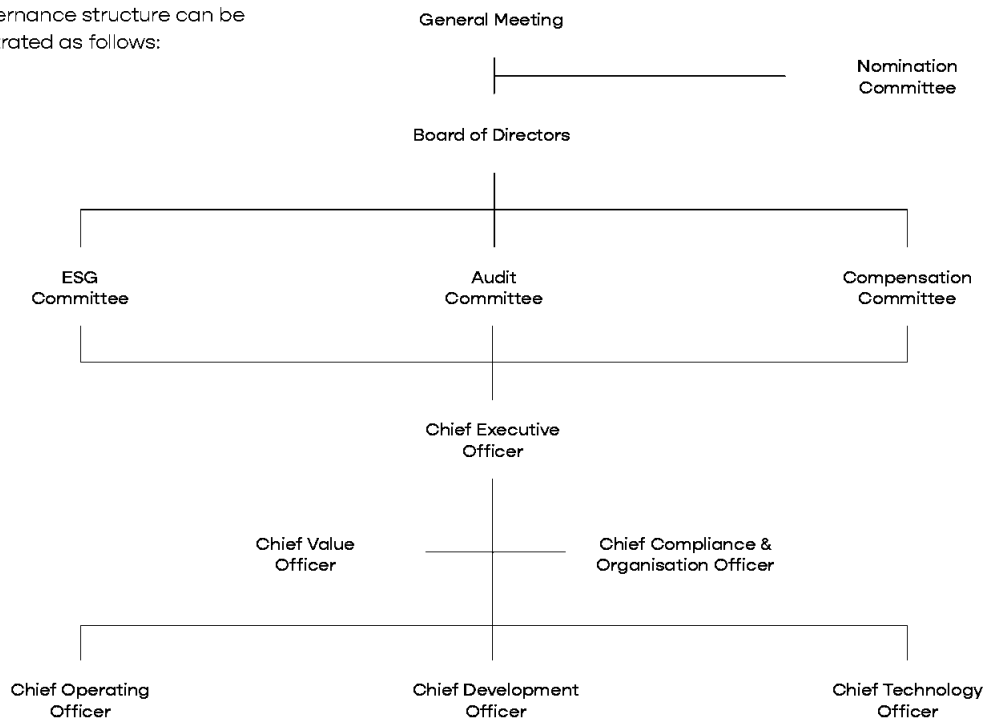 ernance structure can be
rated as follows:
General Meeting
Nomination
Committee
Board of Directors
ESG
Committee
Audit
Committee
Compensation
Committee
Chief Executive
Officer
Chief Value
Officer
Chief Compliance &
Organisation Officer
Chief Operating
Officer
Chief Development
Officer
Chief Technology
Officer